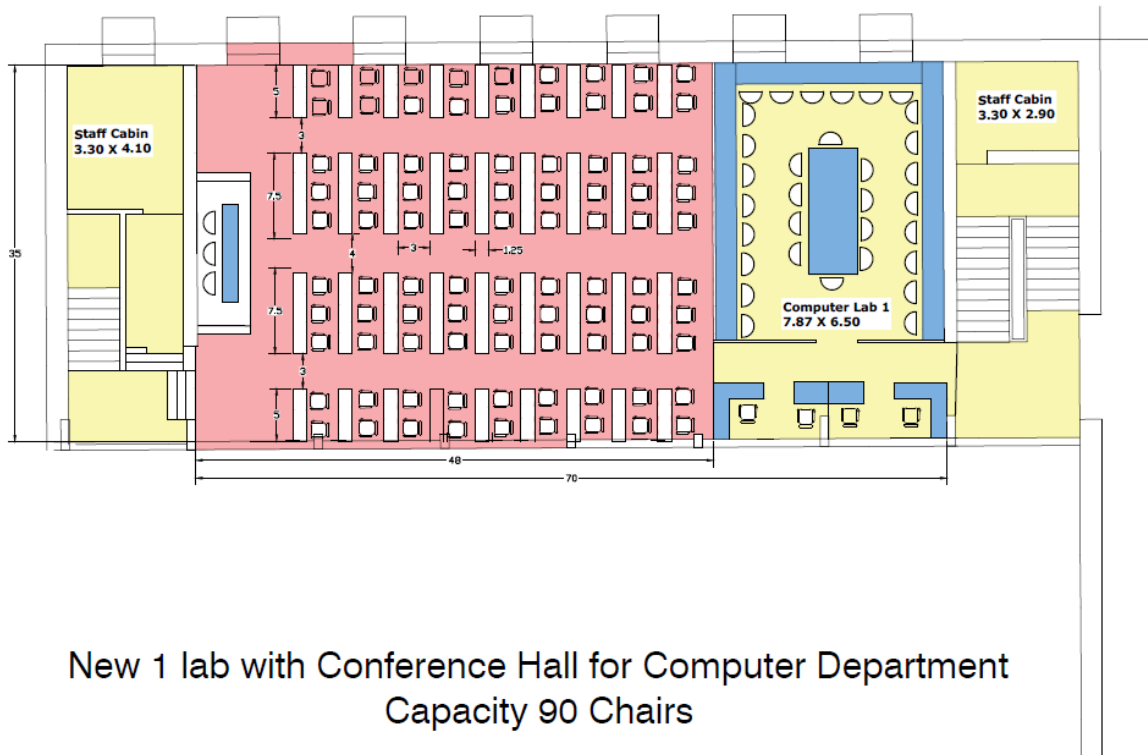 Staff Cabin
3.30 X 4.10
Staff Cabin
3.30 X 2.90
5
3
7.5
35
3
1.25
4
7.5
Computer Lab 1
7.87 X 6.50
3
5
48
70
New 1 lab with Conference Hall for Computer Department
Capacity 90 Chairs